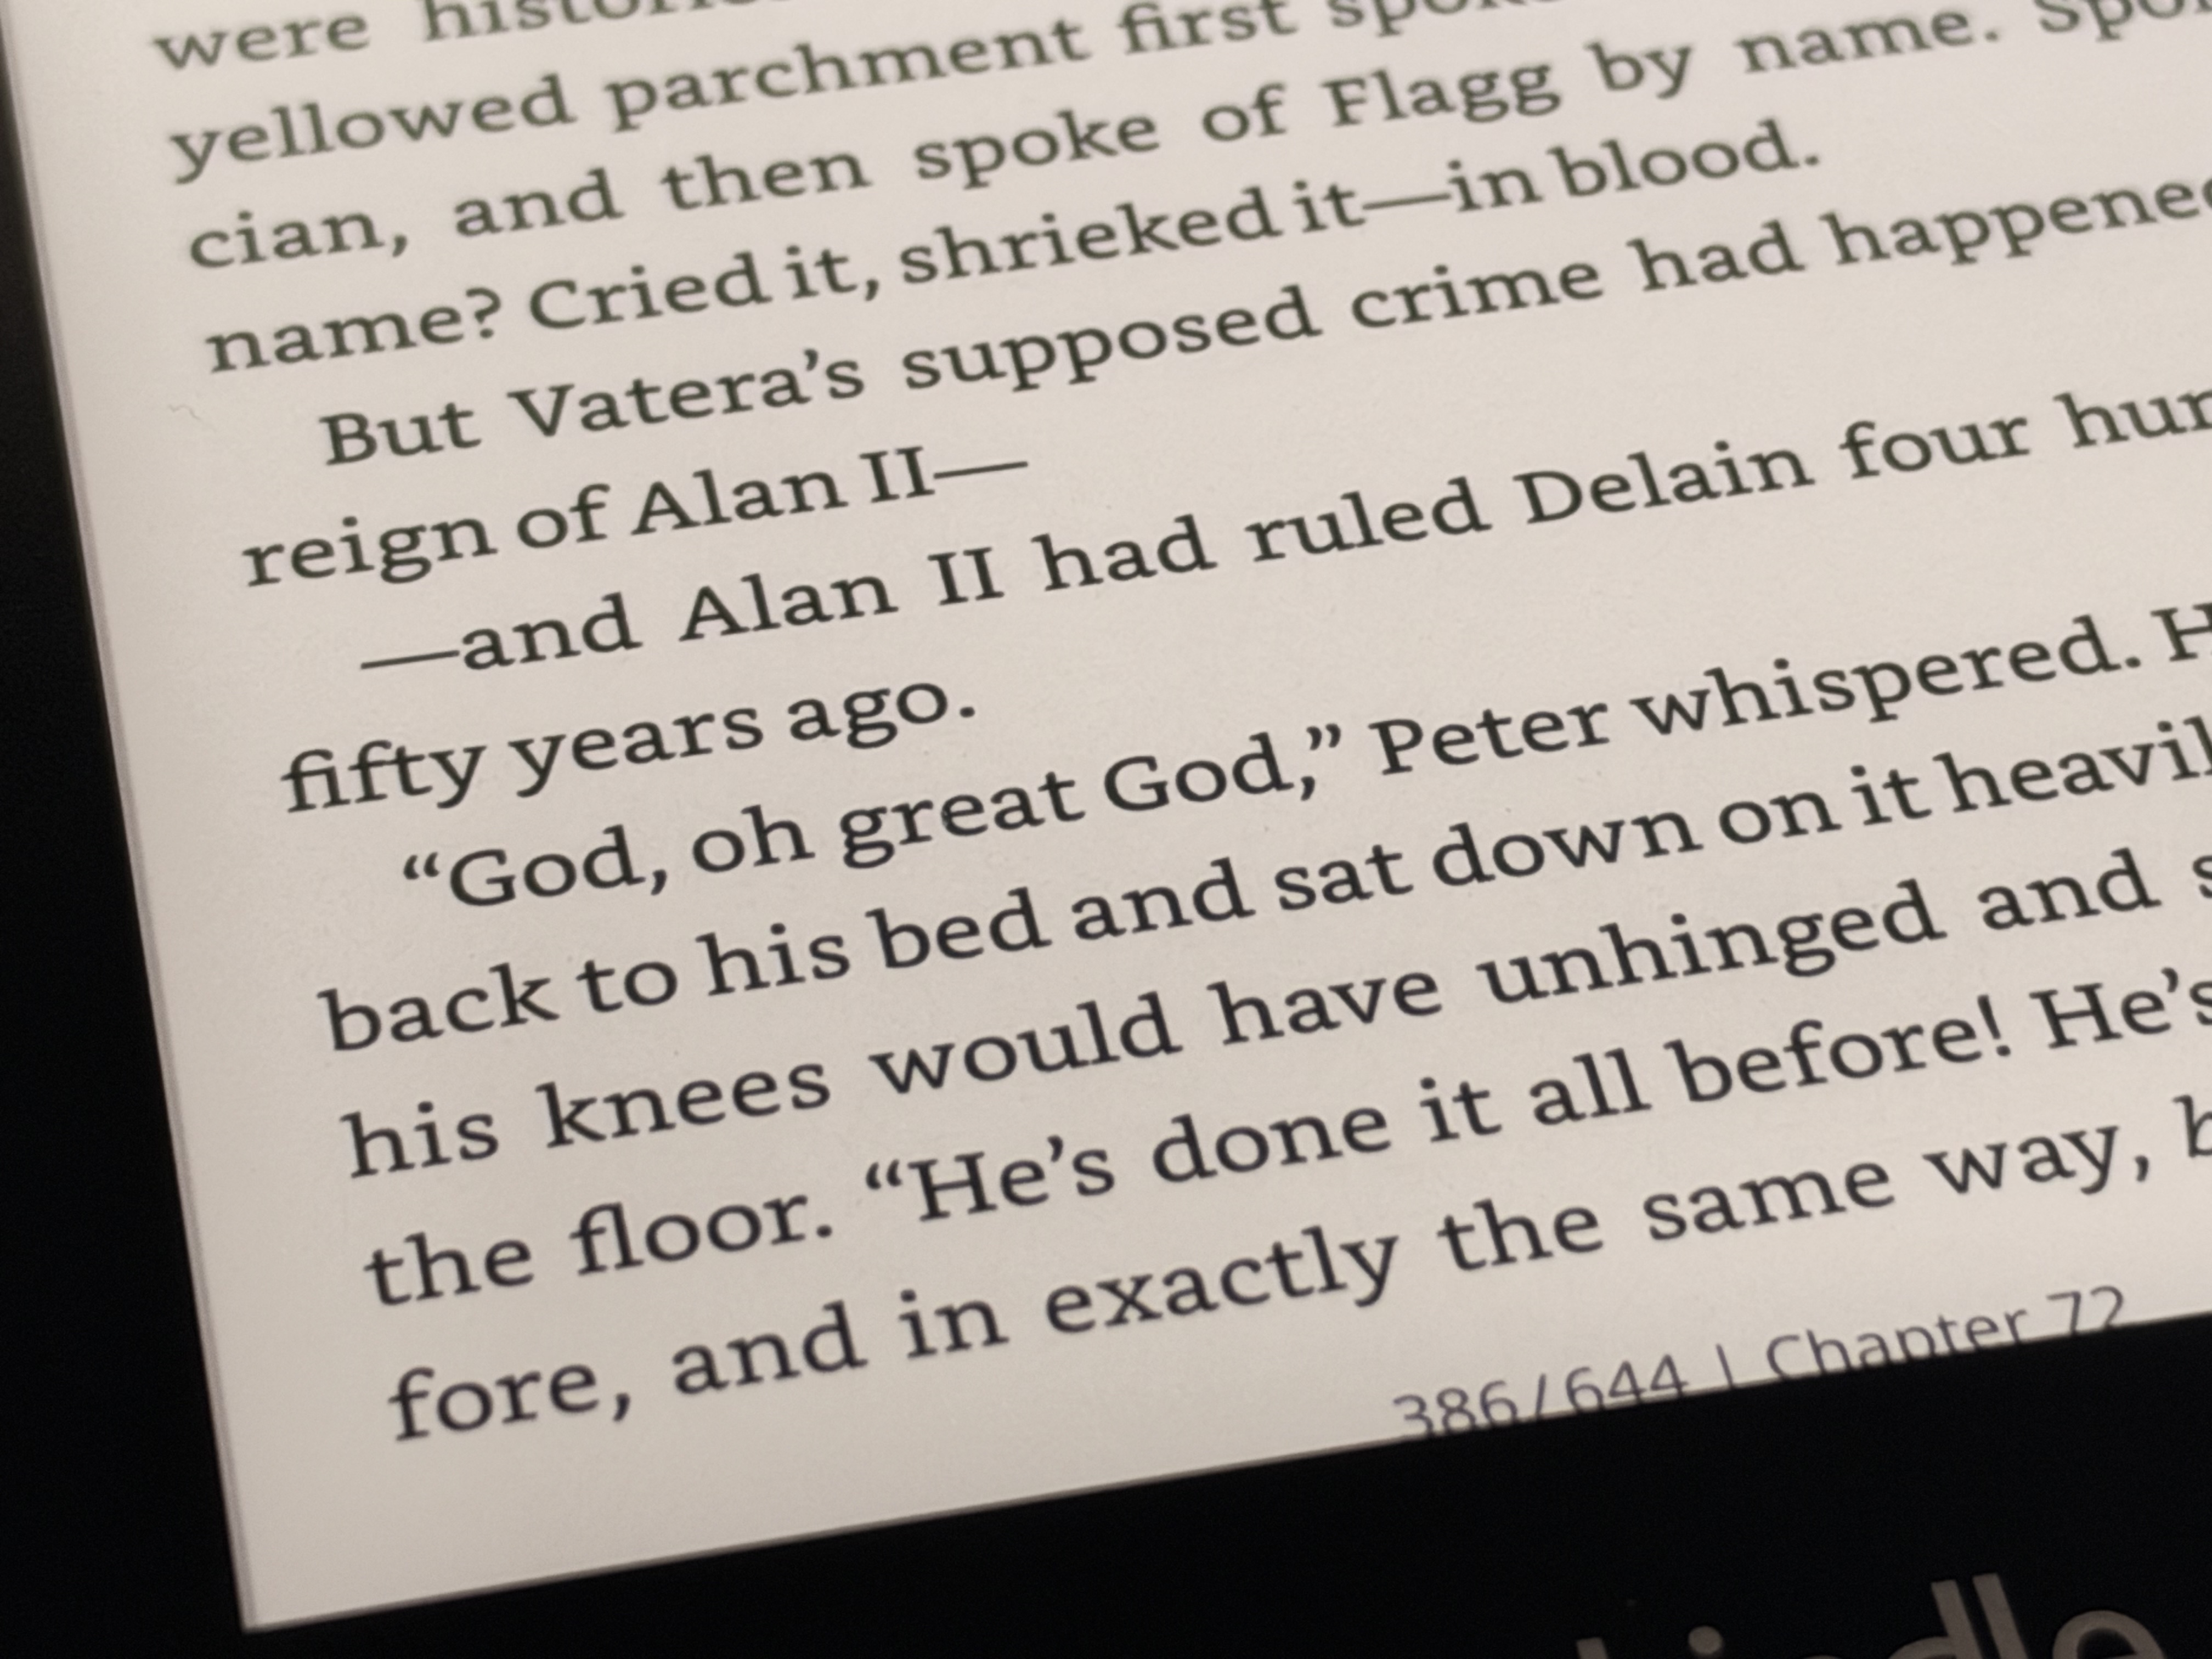 were
yellowed parchment first
cian, and then spoke of Flagg by name.
name? Cried it, shrieked it—in blood.
But Vatera's supposed crime had
reign of Alan II—
—and Alan II had ruled Delain four
fifty years ago.
“God, oh great God,” Peter whispered.
back to his bed and sat down on it
his knees would have unhinged and
the floor. “He's done it all before! He's
fore, and in exactly the same way,
386/644 | Chapter 72
kindle